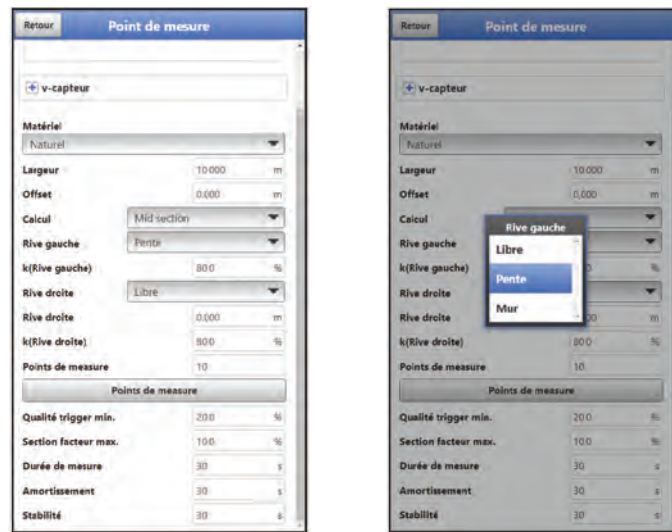 Retour Point de mesure
v-capteur
Matériel
Naturel
Largeur 10.000 m
Offset 0.000 m
Calcul Mid section
Rive gauche Pente
k(Rive gauche) 80.0 %
Rive droite Libre
Rive droite 0.000 m
k(Rive droite) 80.0 %
Points de mesure 10
Points de mesure
Qualité trigger min. 20.0 %
Section facteur max. 10.0 %
Durée de mesure 30 s
Amortissement 30 s
Stabilité 30 s
Retour Point de mesure
v-capteur
Matériel
Naturel
Largeur 10.000 m
Offset 0.000 m
Calcul
Rive gauche
k(Rive gauche) %
Rive droite
Rive droite m
k(Rive droite) 80.0 %
Points de mesure 10
Points de mesure
Qualité trigger min. 20.0 %
Section facteur max. 10.0 %
Durée de mesure 30 s
Amortissement 30 s
Stabilité 30 s
Rive gauche
Libre
Pente
Mur